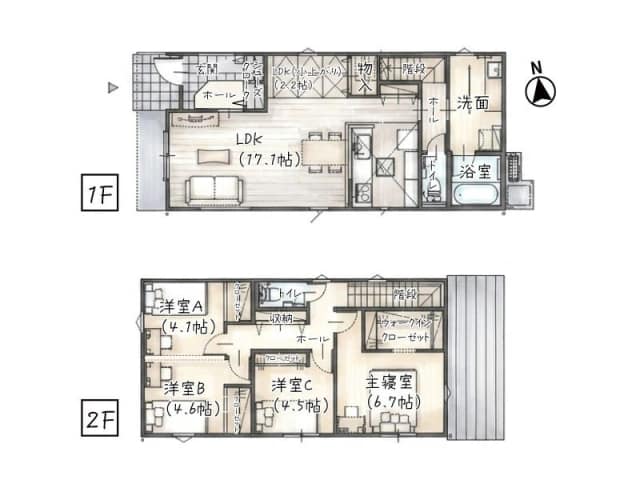 玄関
シューズ
クローク
ホール
LDK(小上がり)
(2.2帖)
物入
階段
ホール
洗面
N
LDK
(17.1帖)
トイレ
浴室
1F
洋室A
(4.1帖)
クローゼット
トイレ
収納
ホール
階段
ウォークイン
クローゼット
洋室B
(4.6帖)
クローゼット
クローゼット
洋室C
(4.5帖)
主寝室
(6.7帖)
2F